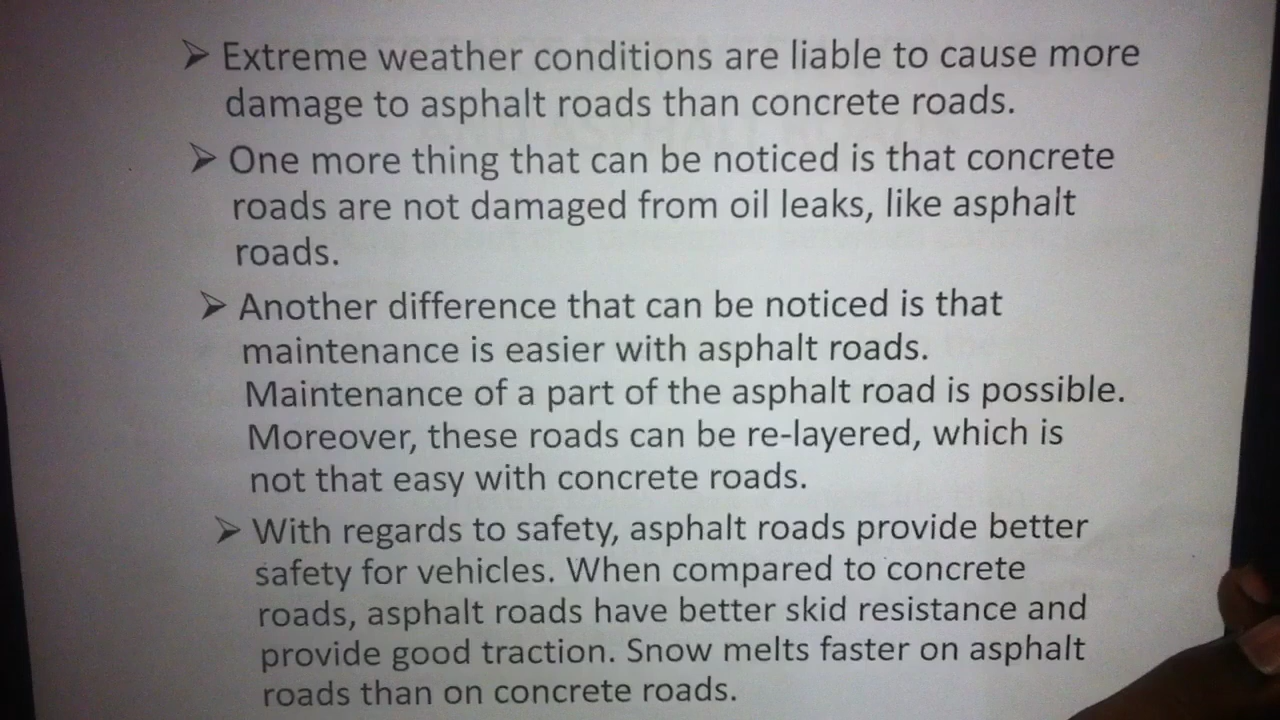 ➢ Extreme weather conditions are liable to cause more
damage to asphalt roads than concrete roads.
➢ One more thing that can be noticed is that concrete
roads are not damaged from oil leaks, like asphalt
roads.
➢ Another difference that can be noticed is that
maintenance is easier with asphalt roads.
Maintenance of a part of the asphalt road is possible.
Moreover, these roads can be re-layered, which is
not that easy with concrete roads.
➢ With regards to safety, asphalt roads provide better
safety for vehicles. When compared to concrete
roads, asphalt roads have better skid resistance and
provide good traction. Snow melts faster on asphalt
roads than on concrete roads.